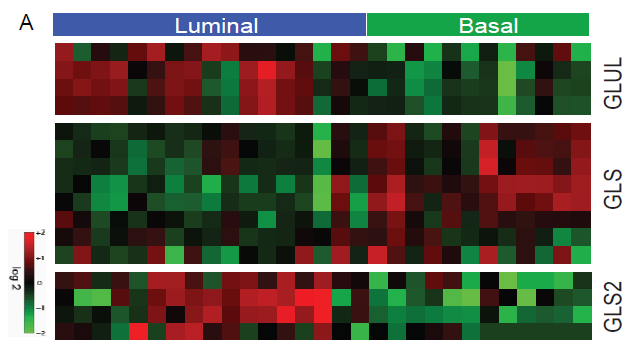 A
Luminal Basal
GLUL
GLS
GLS2
log 2
+2
+1
0
−1
−2